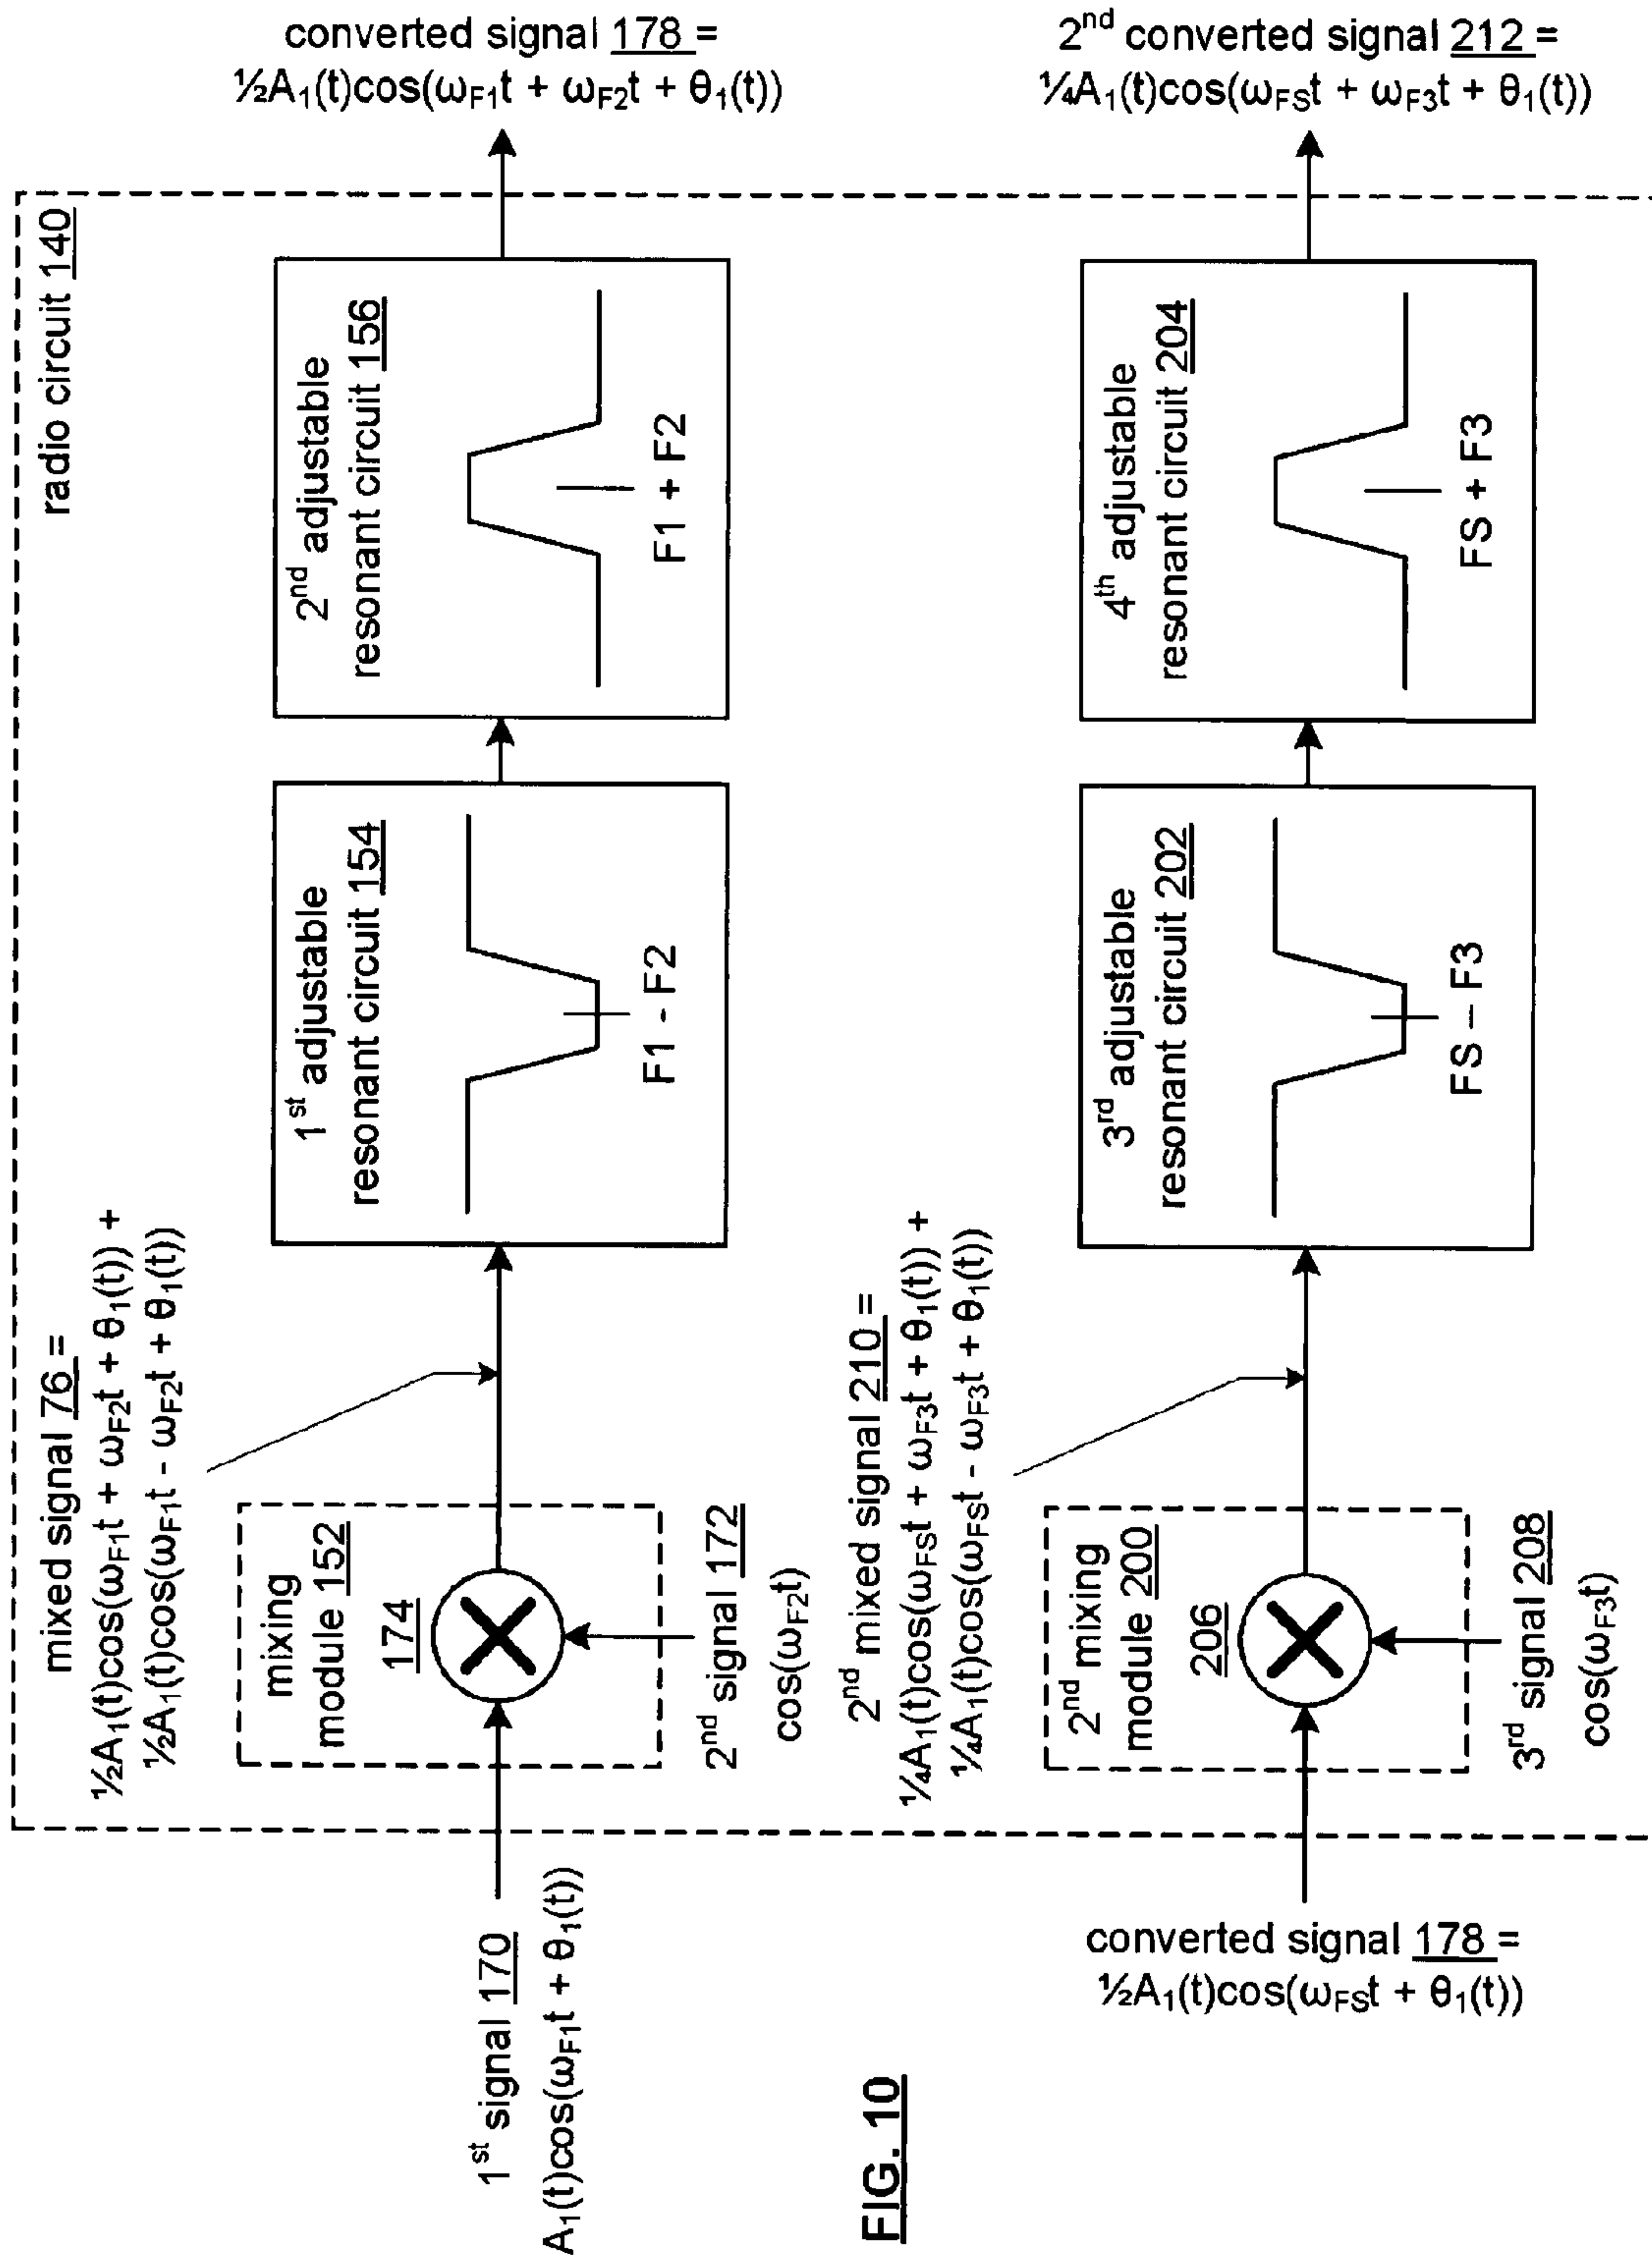 radio circuit 140
mixed signal 76 =
½A₁(t)cos(ωF1t + ωF2t + θ₁(t)) +
½A₁(t)cos(ωF1t - ωF2t + θ₁(t))
converted signal 178 =
½A₁(t)cos(ωF1t + ωF2t + θ₁(t))
1st signal 170
A₁(t)cos(ωF1t + θ₁(t))
mixing
module 152
174
2nd signal 172
cos(ωF2t)
1st adjustable
resonant circuit 154
F1 - F2
2nd adjustable
resonant circuit 156
F1 + F2
2nd mixed signal 210 =
¼A₁(t)cos(ωFSt + ωF3t + θ₁(t)) +
¼A₁(t)cos(ωFSt - ωF3t + θ₁(t))
2nd converted signal 212 =
¼A₁(t)cos(ωFSt + ωF3t + θ₁(t))
converted signal 178 =
½A₁(t)cos(ωFSt + θ₁(t))
2nd mixing
module 200
206
3rd signal 208
cos(ωF3t)
3rd adjustable
resonant circuit 202
FS – F3
4th adjustable
resonant circuit 204
FS + F3
FIG. 10